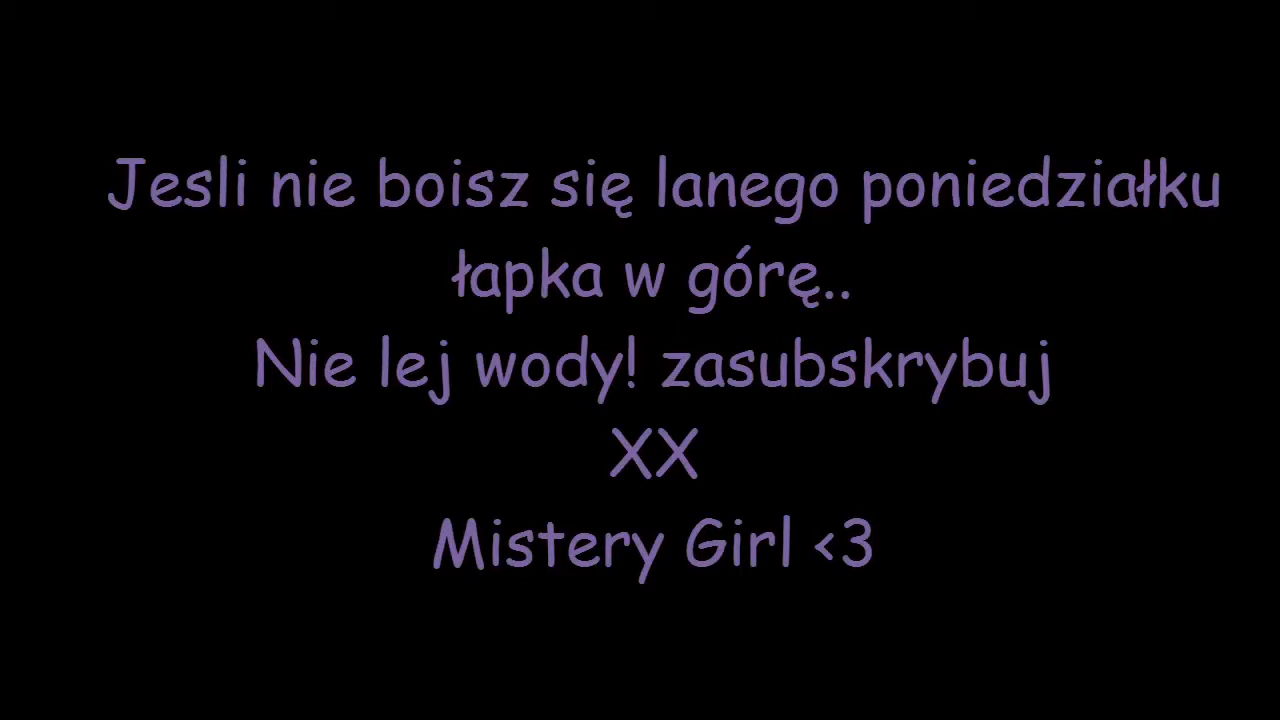 Jesli nie boisz się lanego poniedziałku
łapka w górę..
Nie lej wody! zasubskrybuj
XX
Mistery Girl <3